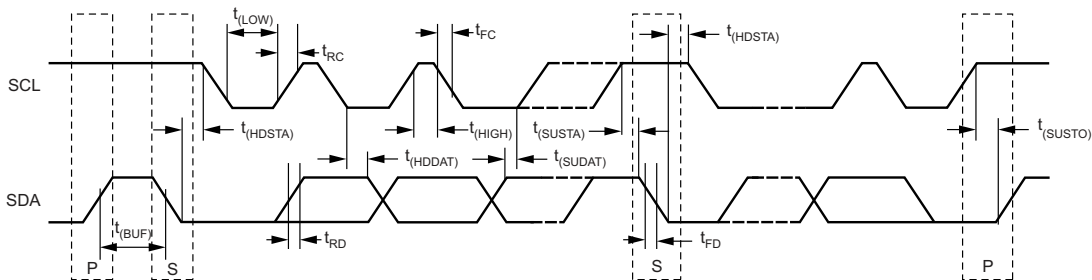 t(LOW)
tRC
tFC
t(HDSTA)
SCL
t(HDSTA)
t(HIGH)
t(SUSTA)
t(HDDAT)
t(SUDAT)
t(SUSTO)
SDA
t(BUF)
tRD
tFD
P
S
S
P